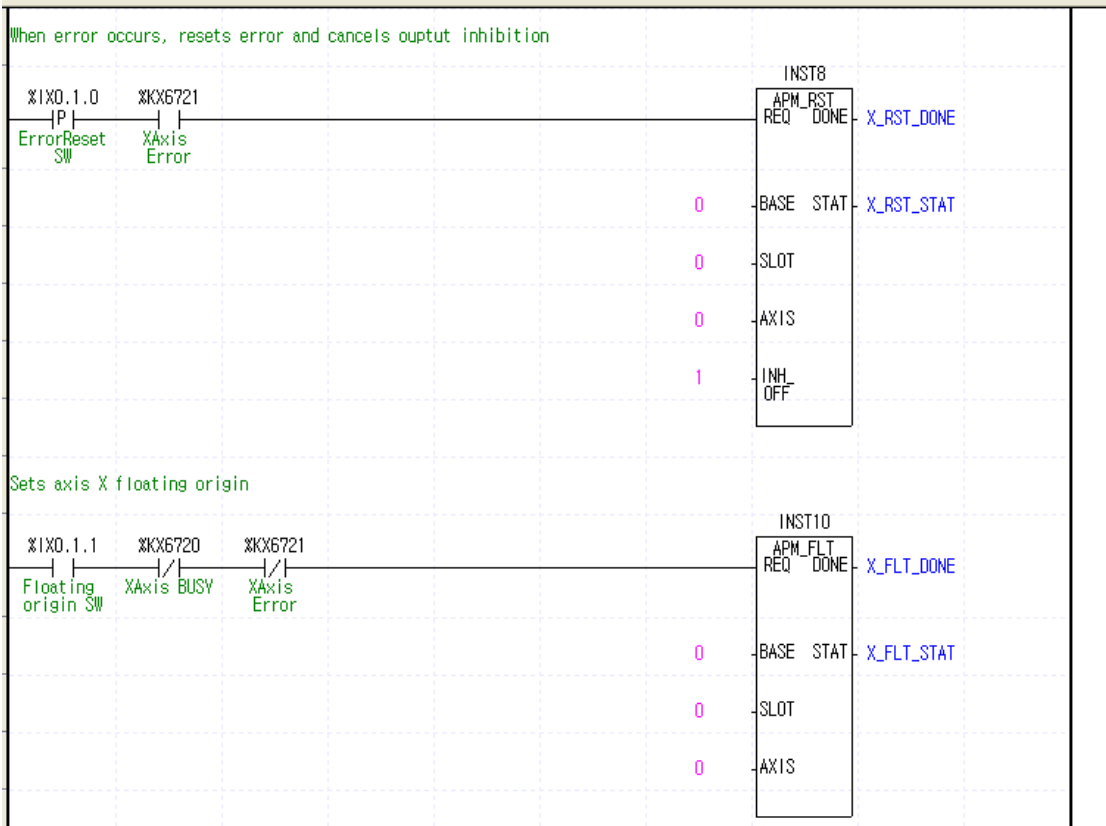 When error occurs, resets error and cancels ouptut inhibition
INST8
%IX0.1.0 %KX6721
APM_RST
P
REQ DONE X_RST_DONE
ErrorReset SW
XAxis Error
0 BASE STAT X_RST_STAT
0 SLOT
0 AXIS
1 INH_OFF
Sets axis X floating origin
INST10
%IX0.1.1 %KX6720 %KX6721
APM_FLT
REQ DONE X_FLT_DONE
Floating origin SW
XAxis BUSY
XAxis Error
0 BASE STAT X_FLT_STAT
0 SLOT
0 AXIS